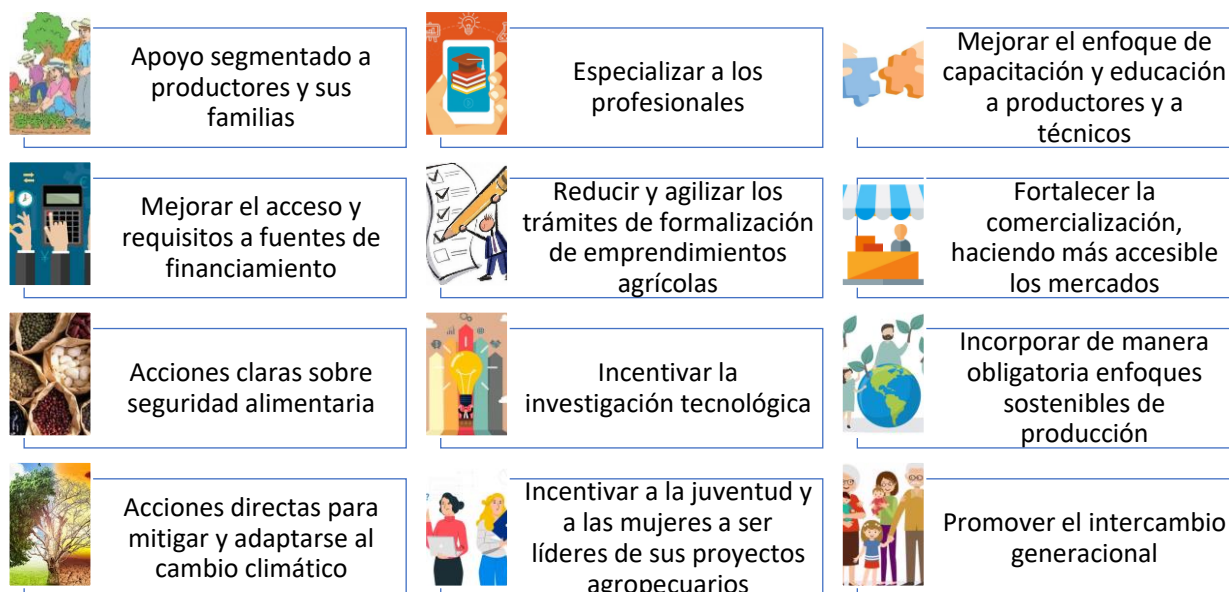 Apoyo segmentado a
productores y sus
familias
Especializar a los
profesionales
Mejorar el enfoque de
capacitación y educación
a productores y a
técnicos
Mejorar el acceso y
requisitos a fuentes de
financiamiento
Reducir y agilizar los
trámites de formalización
de emprendimientos
agrícolas
Fortalecer la
comercialización,
haciendo más accesible
los mercados
Acciones claras sobre
seguridad alimentaria
Incentivar la
investigación tecnológica
Incorporar de manera
obligatoria enfoques
sostenibles de
producción
Acciones directas para
mitigar y adaptarse al
cambio climático
Incentivar a la juventud y
a las mujeres a ser
líderes de sus proyectos
agropecuarios
Promover el intercambio
generacional